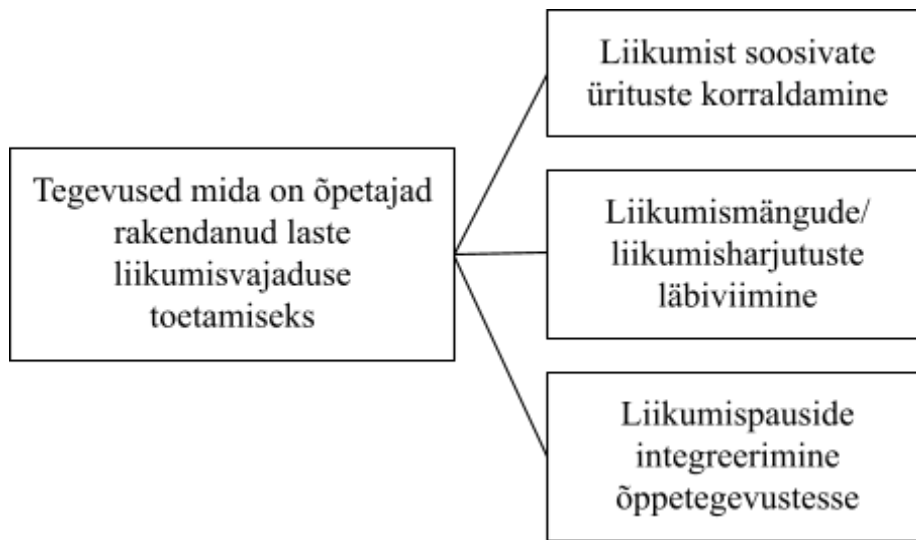 Tegevused mida on õpetajad
rakendanud laste
liikumisvajaduse
toetamiseks
Liikumist soosivate
ürituste korraldamine
Liikumismängude/
liikumisharjutuste
läbiviimine
Liikumispauside
integreerimine
õppetegevustesse